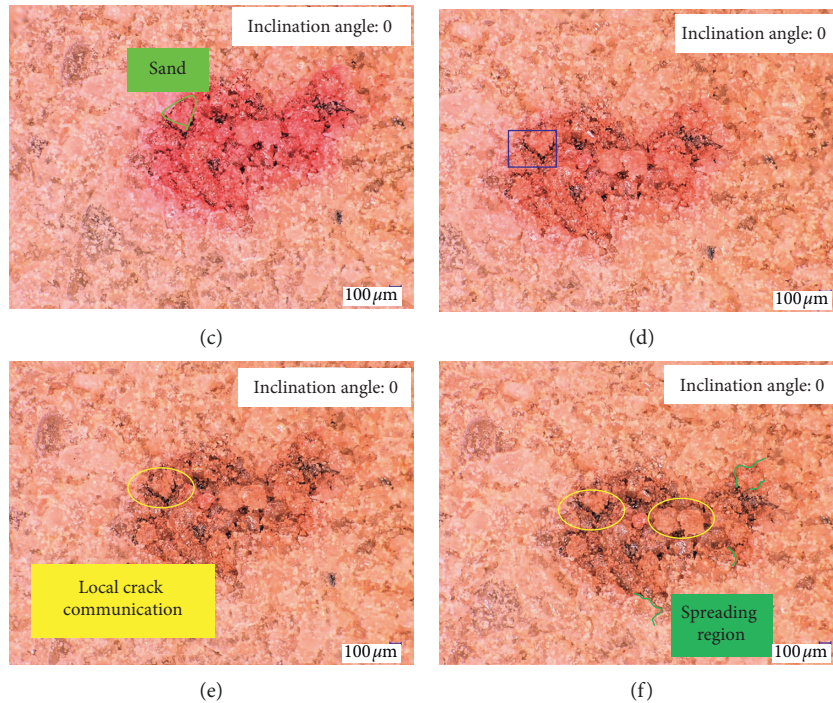 Inclination angle: 0
Sand
100 μm
(c)
Inclination angle: 0
100 μm
(d)
Inclination angle: 0
Local crack
communication
100 μm
(e)
Inclination angle: 0
Spreading
region
100 μm
(f)